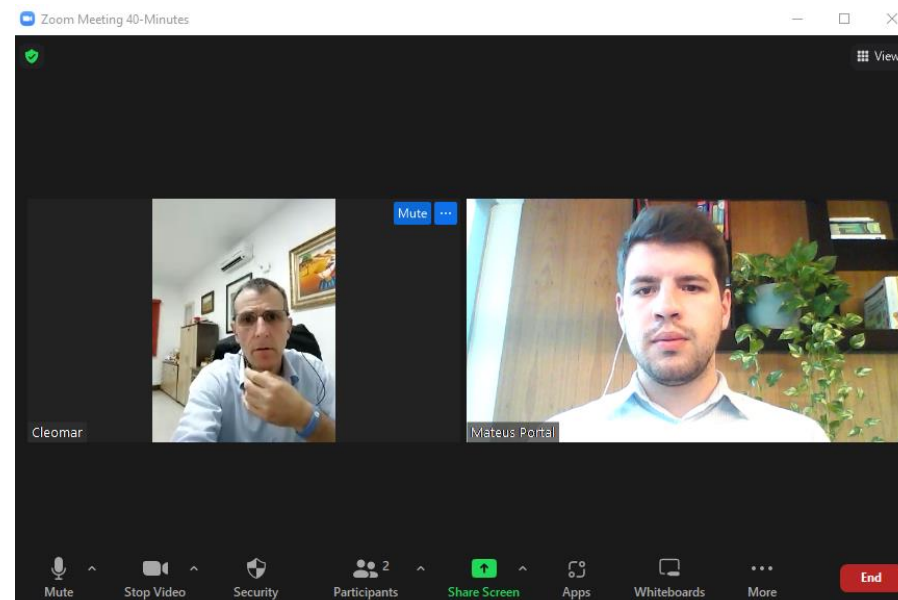 Zoom Meeting 40-Minutes
View
Mute
Cleomar
Mateus Portal
Mute
Stop Video
Security
2
Participants
Share Screen
Apps
Whiteboards
More
End